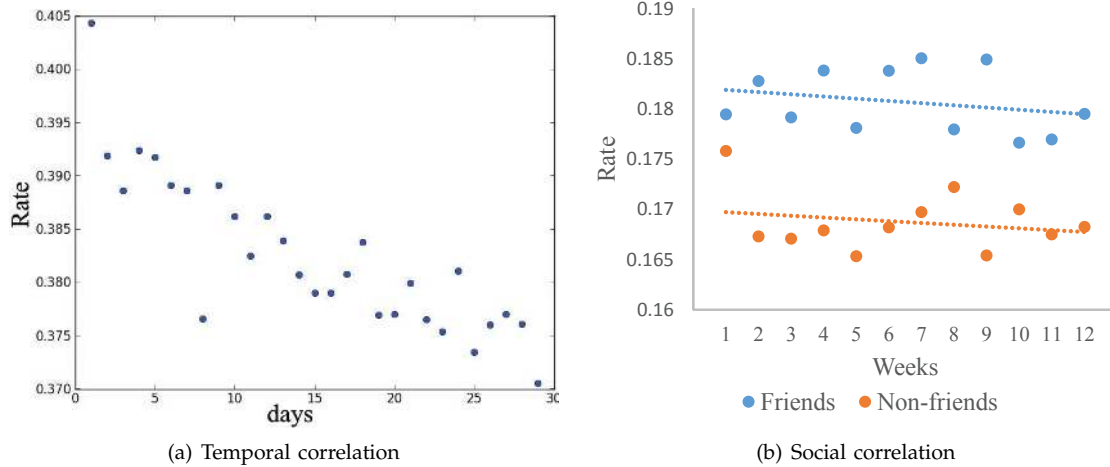 0.405
0.400
0.395
0.390
0.385
0.380
0.375
0.370
Rate
0 5 10 15 20 25 30
days
(a) Temporal correlation
0.19
0.185
0.18
0.175
0.17
0.165
0.16
Rate
1 2 3 4 5 6 7 8 9 10 11 12
Weeks
Friends Non-friends
(b) Social correlation